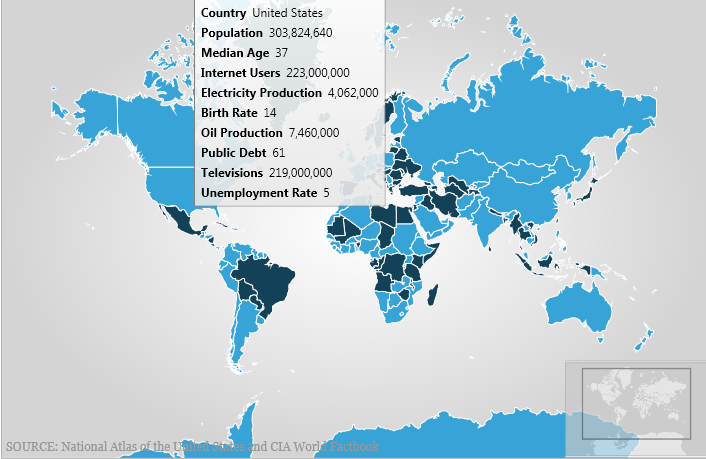 Country United States
Population 303,824,640
Median Age 37
Internet Users 223,000,000
Electricity Production 4,062,000
Birth Rate 14
Oil Production 7,460,000
Public Debt 61
Televisions 219,000,000
Unemployment Rate 5
SOURCE: National Atlas of the United States and CIA World Factbook